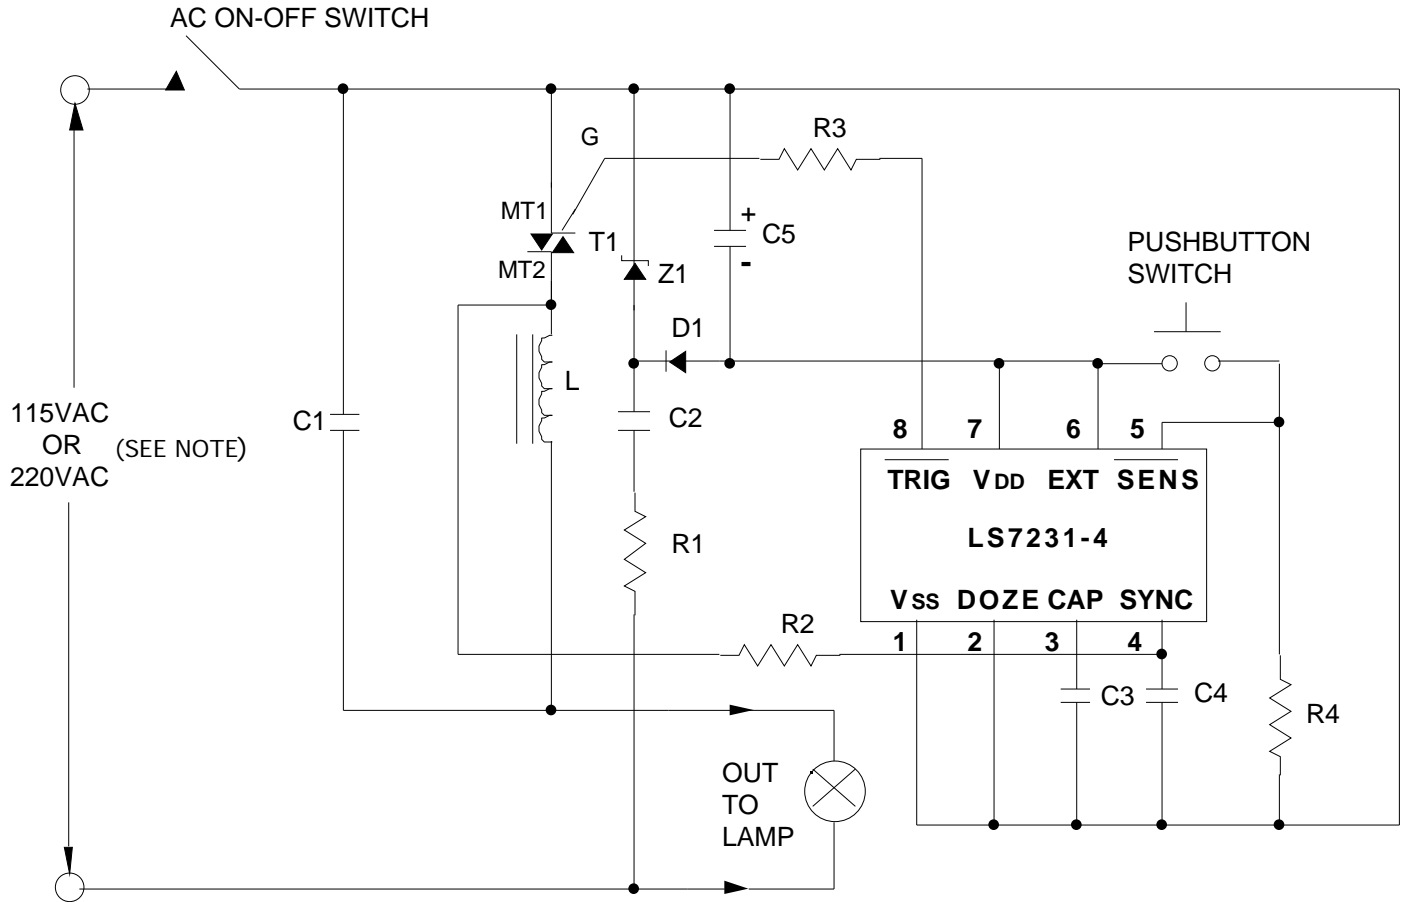 AC ON-OFF SWITCH
R3
G
MT1
+
C5
T1
MT2
-
Z1
PUSHBUTTON
SWITCH
D1
L
C1
C2
115VAC
OR
220VAC
(SEE NOTE)
8 7 6 5
TRIG VDD EXT SENS
LS7231-4
R1
VSS DOZE CAP SYNC
R2
1 2 3 4
C3
C4
R4
OUT
TO
LAMP